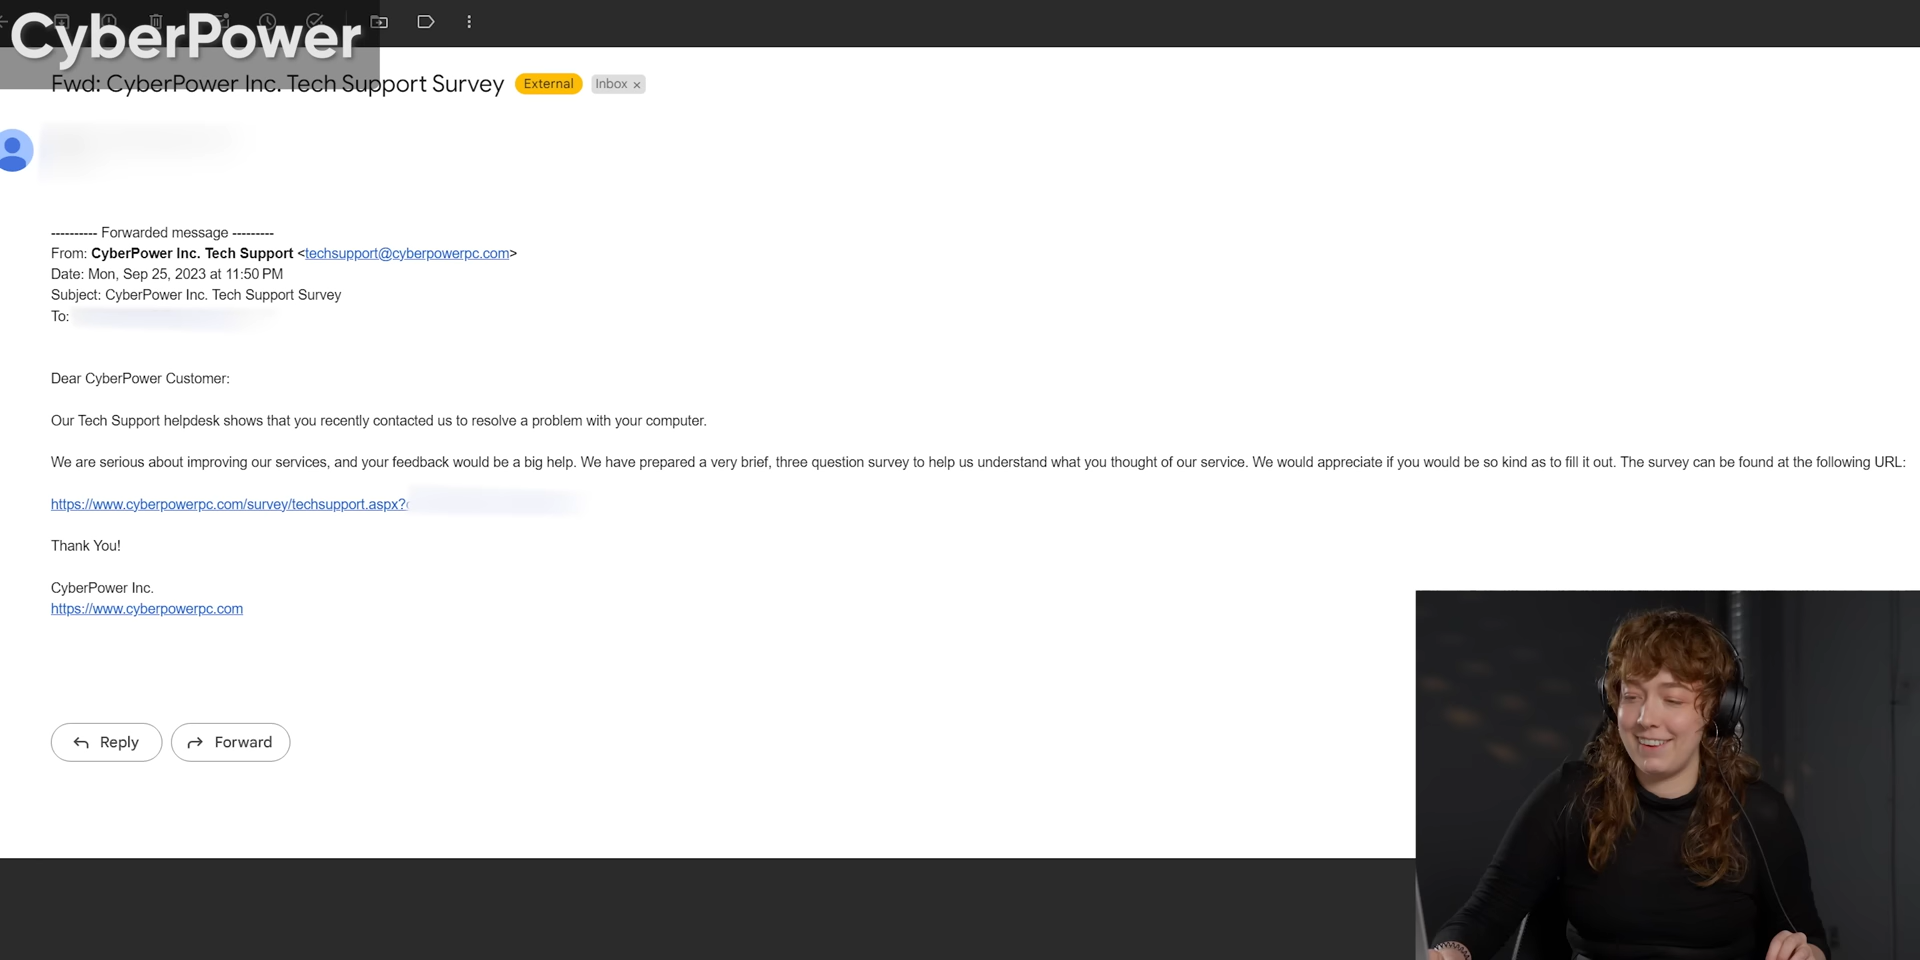 CyberPower
Fwd: CyberPower Inc. Tech Support Survey External Inbox ×
---------- Forwarded message ---------
From: CyberPower Inc. Tech Support <techsupport@cyberpowerpc.com>
Date: Mon, Sep 25, 2023 at 11:50 PM
Subject: CyberPower Inc. Tech Support Survey
To:
Dear CyberPower Customer:
Our Tech Support helpdesk shows that you recently contacted us to resolve a problem with your computer.
We are serious about improving our services, and your feedback would be a big help. We have prepared a very brief, three question survey to help us understand what you thought of our service. We would appreciate if you would be so kind as to fill it out. The survey can be found at the following URL:
https://www.cyberpowerpc.com/survey/techsupport.aspx?
Thank You!
CyberPower Inc.
https://www.cyberpowerpc.com
Reply Forward